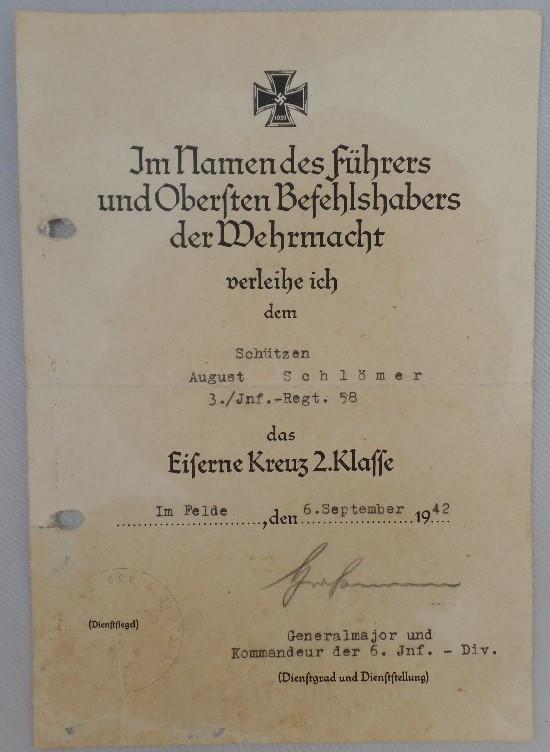 1939
Im Namen des Führers
und Obersten Befehlshabers
der Wehrmacht
verleihe ich
dem
Schützen
August Schlömer
3./Jnf.-Regt. 58
das
Eiserne Kreuz 2. Klasse
Im Felde, den 6.September 1942
(Dienstsiegel)
Generalmajor und
Kommandeur der 6. Jnf. - Div.
(Dienstgrad und Dienststellung)